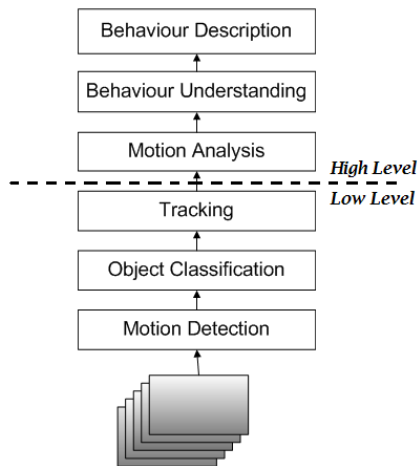 Behaviour Description
Behaviour Understanding
Motion Analysis
High Level
Low Level
Tracking
Object Classification
Motion Detection